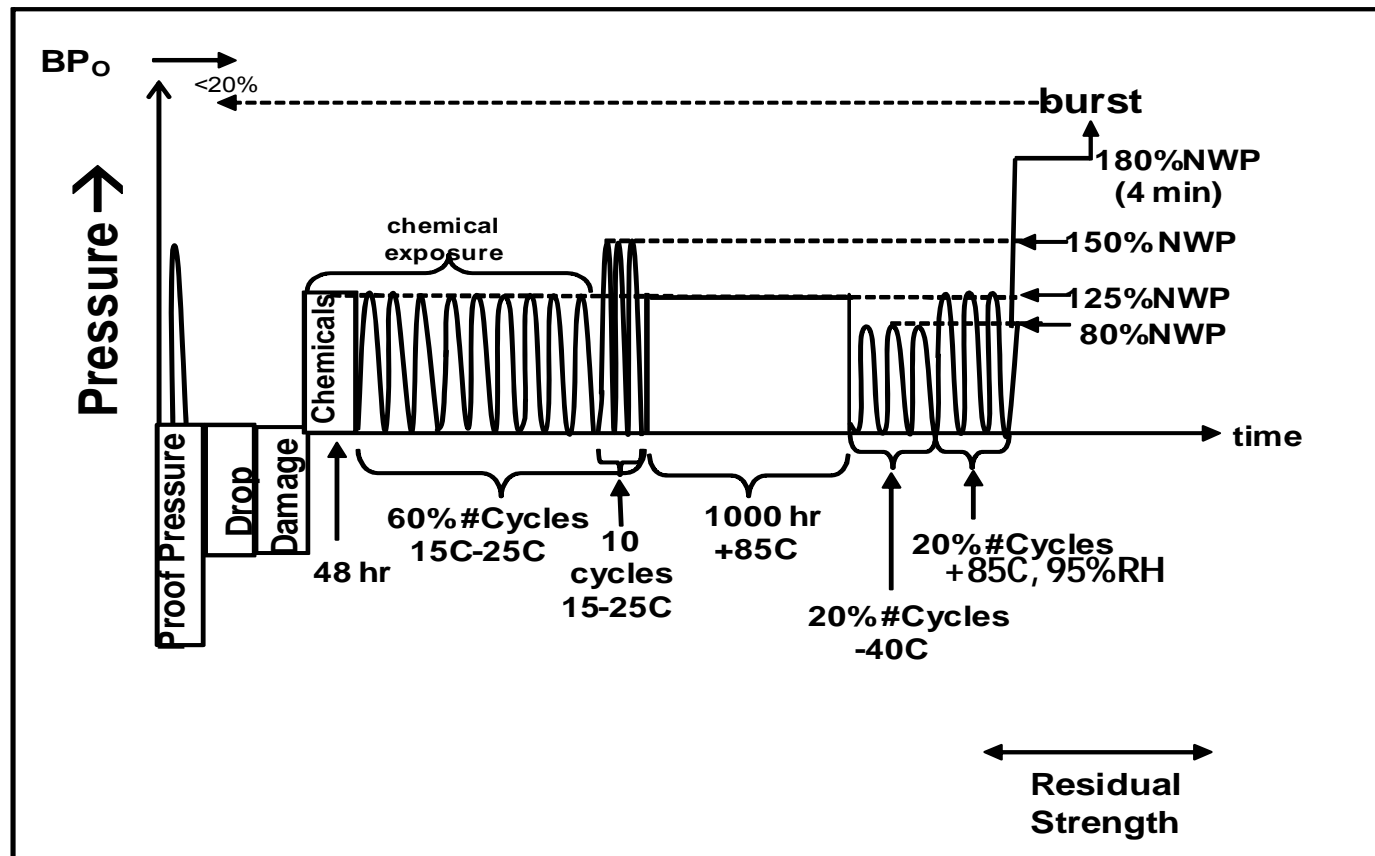 BPO
<20%
burst
180%NWP
(4 min)
Pressure →
chemical
exposure
150% NWP
125%NWP
80%NWP
Chemicals
time
Proof Pressure
Drop
Damage
48 hr
60% #Cycles
15C-25C
10
cycles
15-25C
1000 hr
+85C
20% #Cycles
-40C
20% #Cycles
+85C, 95%RH
Residual
Strength